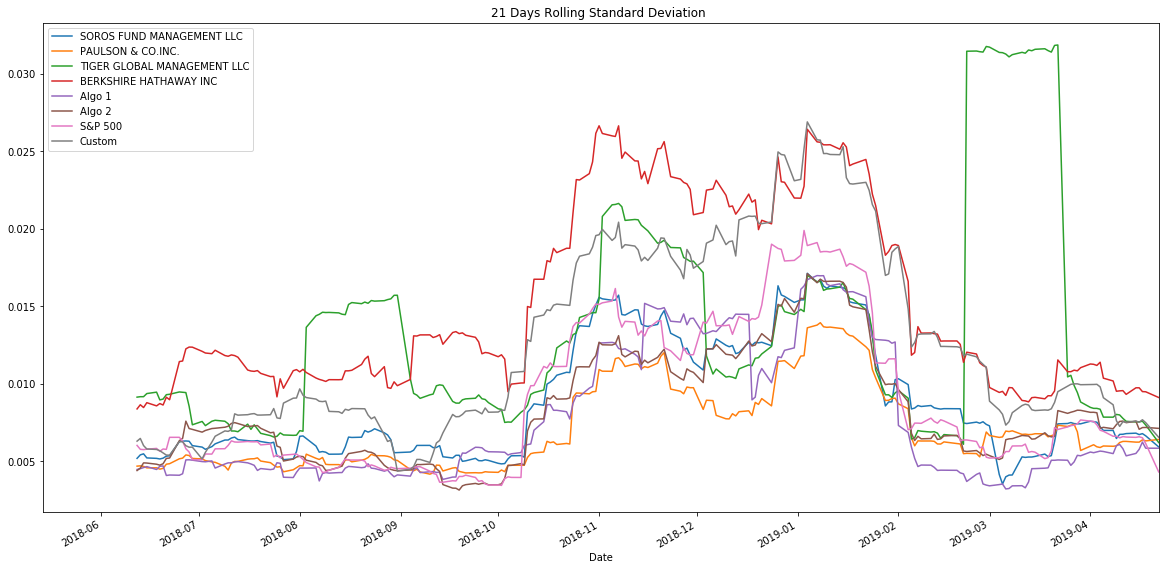 21 Days Rolling Standard Deviation
SOROS FUND MANAGEMENT LLC
PAULSON & CO.INC.
TIGER GLOBAL MANAGEMENT LLC
BERKSHIRE HATHAWAY INC
Algo 1
Algo 2
S&P 500
Custom
0.030
0.025
0.020
0.015
0.010
0.005
2018-06
2018-07
2018-08
2018-09
2018-10
2018-11
2018-12
2019-01
2019-02
2019-03
2019-04
Date